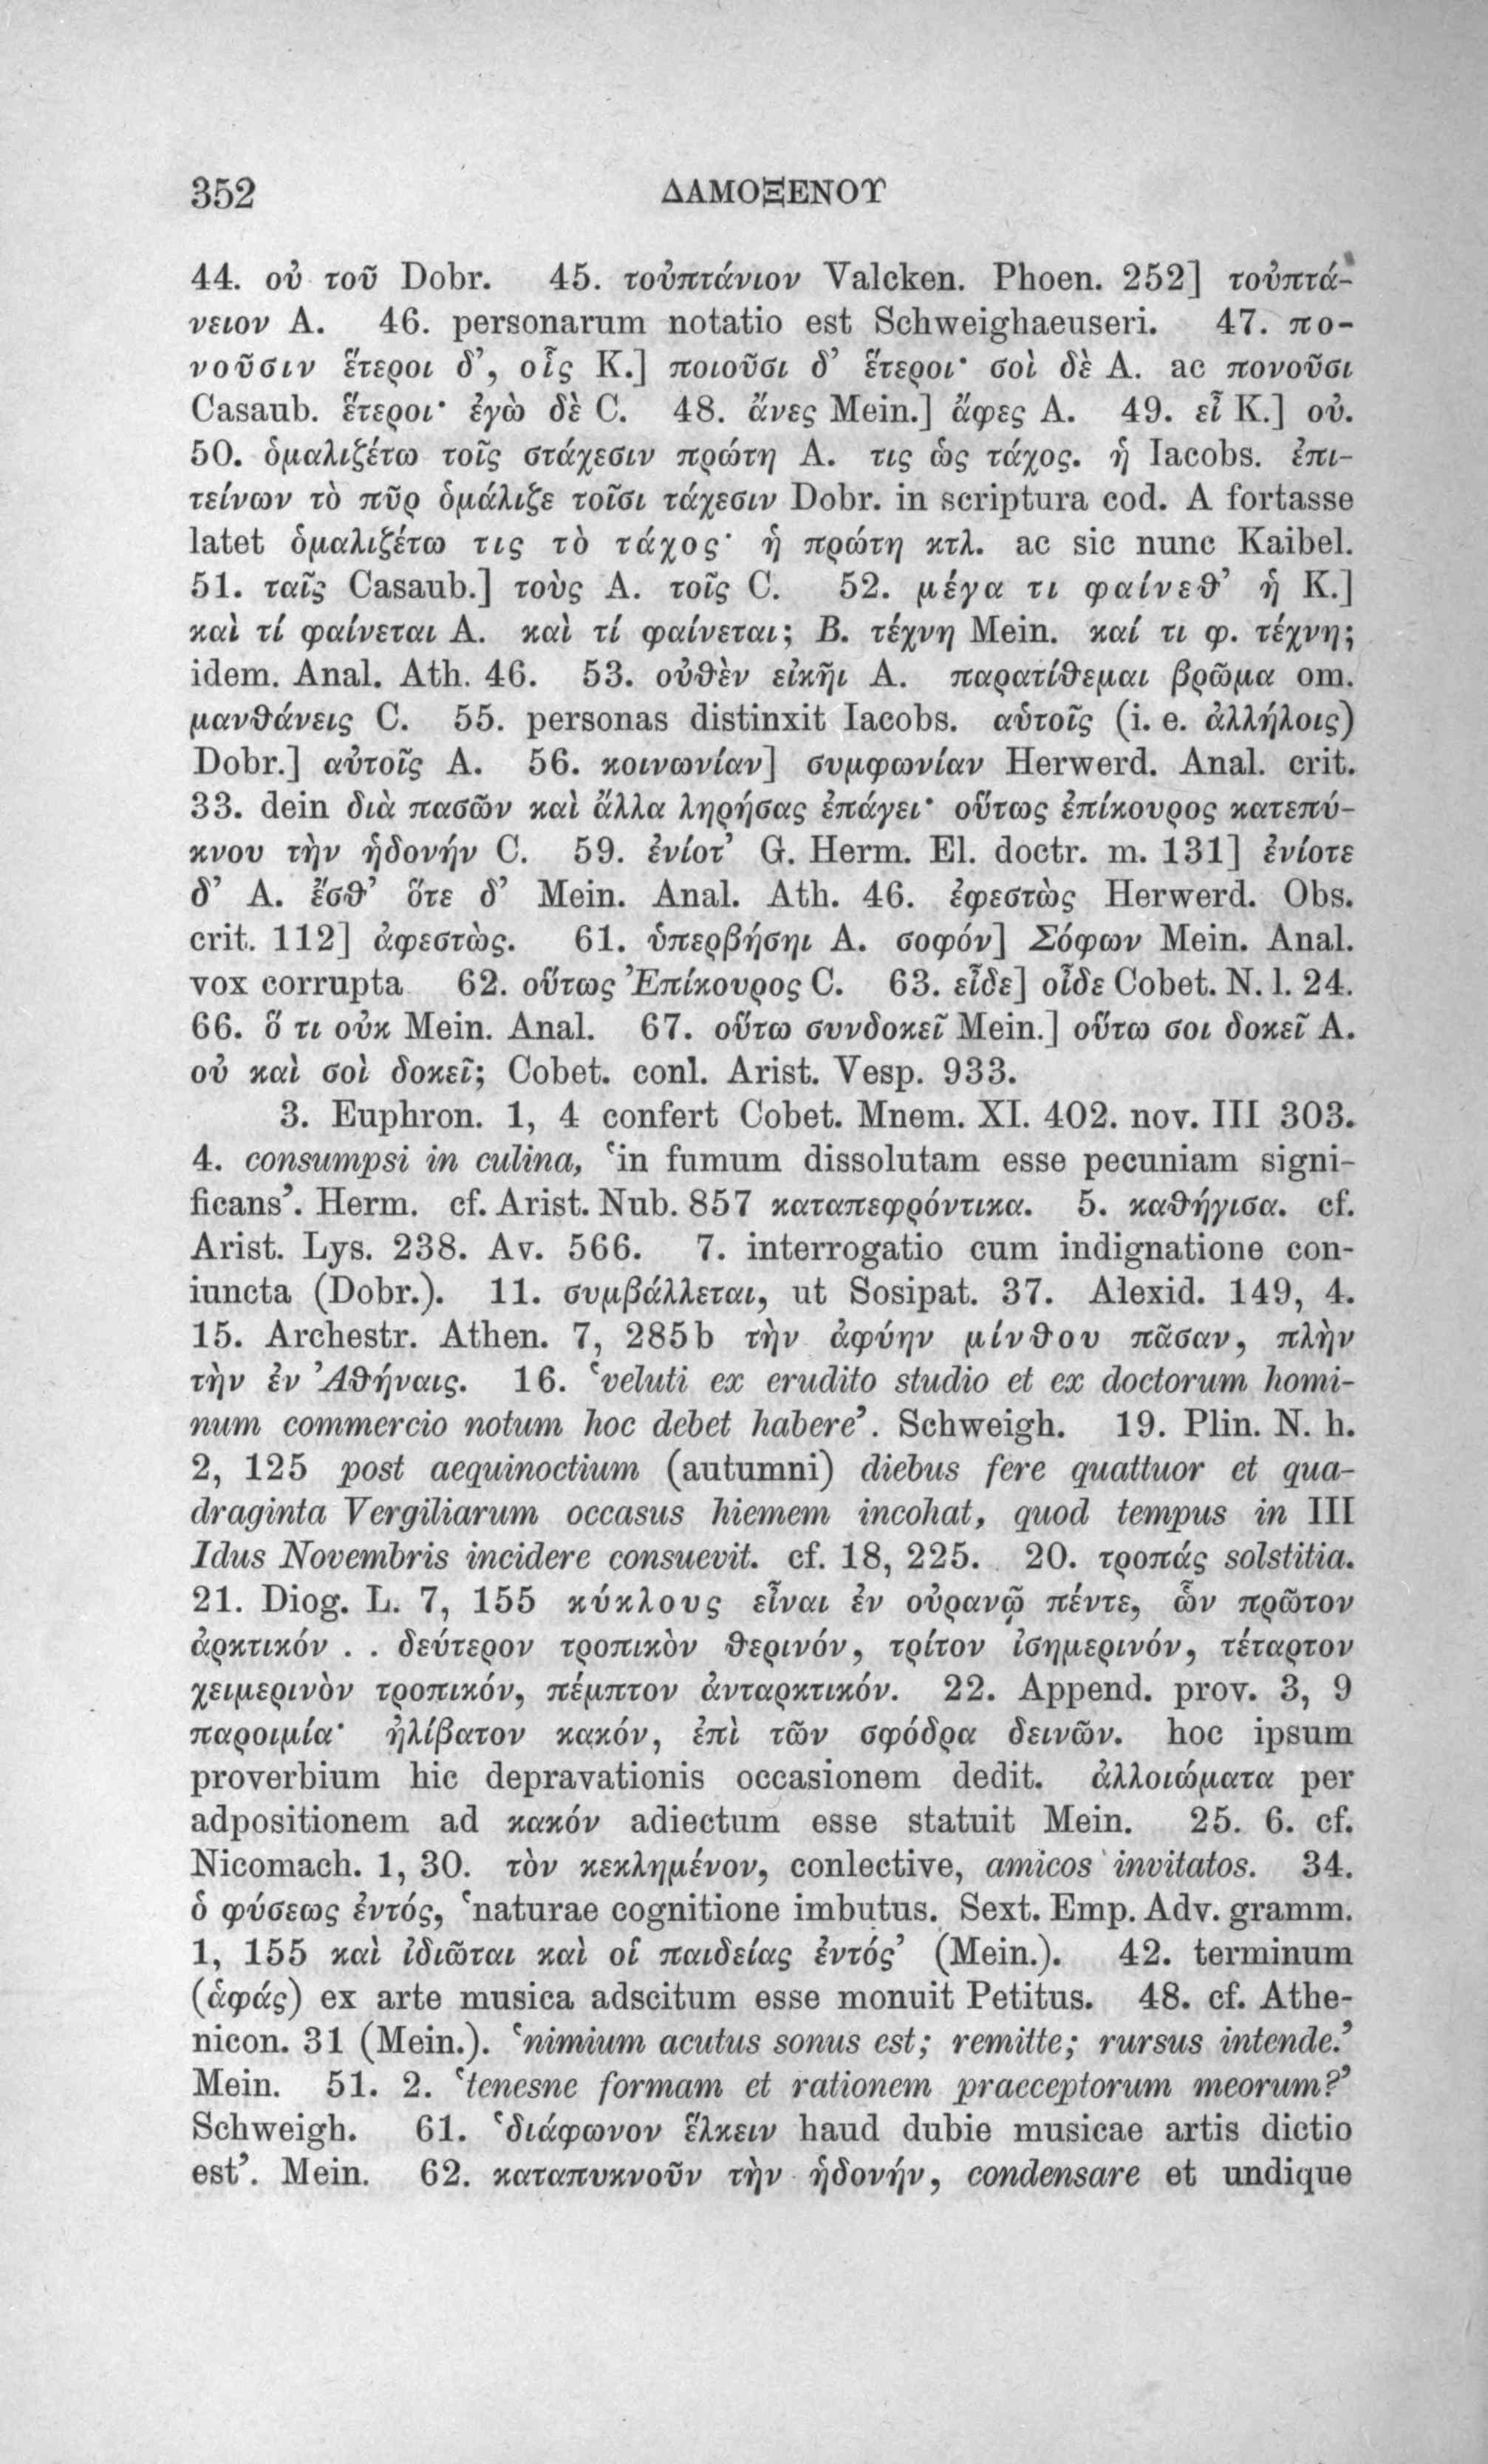 352 ΔΑΜΟΞΕΝΟΥ
44. οὐ τοῦ Dobr. 45. τοὐπτάνιον Valcken. Phoen. 252] τοὐπτά-
νειον A. 46. personarum notatio est Schweighaeuseri. 47. πο-
νοῦσιν ἕτεροι δ’, οἷς K.] ποιοῦσι δ’ ἕτεροι· σοὶ δὲ A. ac πονοῦσι
Casaub. ἕτεροι· ἐγὼ δὲ C. 48. ἄνες Mein.] ἄφες A. 49. εἶ K.] οὐ.
50. ὁμαλιζέτω τοῖς στάχεσιν πρώτη A. τις ὡς τάχος. ἡ Iacobs. ἐπι-
τείνων τὸ πῦρ ὁμάλιζε τοῖσι τάχεσιν Dobr. in scriptura cod. A fortasse
latet ὁμαλιζέτω τις τὸ τάχος· ἡ πρώτη κτλ. ac sic nunc Kaibel.
51. ταῖς Casaub.] τοὺς A. τοῖς C. 52. μέγα τι φαίνεθ’ ἡ K.]
καὶ τί φαίνεται A. καὶ τί φαίνεται; B. τέχνη Mein. καί τι φ. τέχνη;
idem. Anal. Ath. 46. 53. οὐθὲν εἰκῆι A. παρατίθεμαι βρῶμα om.
μανθάνεις C. 55. personas distinxit Iacobs. αὑτοῖς (i. e. ἀλλήλοις)
Dobr.] αὐτοῖς A. 56. κοινωνίαν] συμφωνίαν Herwerd. Anal. crit.
33. dein διὰ πασῶν καὶ ἄλλα ληρήσας ἐπάγει· οὕτως ἐπίκουρος κατεπύ-
κνου τὴν ἡδονήν C. 59. ἐνίοτ’ G. Herm. El. doctr. m. 131] ἐνίοτε
δ’ A. ἔσθ’ ὅτε δ’ Mein. Anal. Ath. 46. ἐφεστὼς Herwerd. Obs.
crit. 112] ἀφεστὼς. 61. ὑπερβήσηι A. σοφόν] Σόφων Mein. Anal.
vox corrupta 62. οὕτως Ἐπίκουρος C. 63. εἶδε] οἶδε Cobet. N. l. 24.
66. ὅ τι οὐκ Mein. Anal. 67. οὕτω συνδοκεῖ Mein.] οὕτω σοι δοκεῖ A.
οὐ καὶ σοὶ δοκεῖ; Cobet. conl. Arist. Vesp. 933.
3. Euphron. 1, 4 confert Cobet. Mnem. XI. 402. nov. III 303.
4. consumpsi in culina, ‘in fumum dissolutam esse pecuniam signi-
ficans’. Herm. cf. Arist. Nub. 857 καταπεφρόντικα. 5. καθήγισα. cf.
Arist. Lys. 238. Av. 566. 7. interrogatio cum indignatione con-
iuncta (Dobr.). 11. συμβάλλεται, ut Sosipat. 37. Alexid. 149, 4.
15. Archestr. Athen. 7, 285b τὴν ἀφύην μίνθου πᾶσαν, πλὴν
τὴν ἐν Ἀθήναις. 16. ‘veluti ex erudito studio et ex doctorum homi-
num commercio notum hoc debet habere’. Schweigh. 19. Plin. N. h.
2, 125 post aequinoctium (autumni) diebus fere quattuor et qua-
draginta Vergiliarum occasus hiemem incohat, quod tempus in III
Idus Novembris incidere consuevit. cf. 18, 225. 20. τροπάς solstitia.
21. Diog. L. 7, 155 κύκλους εἶναι ἐν οὐρανῷ πέντε, ὧν πρῶτον
ἀρκτικόν . . δεύτερον τροπικὸν θερινόν, τρίτον ἰσημερινόν, τέταρτον
χειμερινὸν τροπικόν, πέμπτον ἀνταρκτικόν. 22. Append. prov. 3, 9
παροιμία· ἠλίβατον κακόν, ἐπὶ τῶν σφόδρα δεινῶν. hoc ipsum
proverbium hic depravationis occasionem dedit. ἀλλοιώματα per
adpositionem ad κακόν adiectum esse statuit Mein. 25. 6. cf.
Nicomach. 1, 30. τὸν κεκλημένον, conlective, amicos invitatos. 34.
ὁ φύσεως ἐντός, ‘naturae cognitione imbutus. Sext. Emp. Adv. gramm.
1, 155 καὶ ἰδιῶται καὶ οἱ παιδείας ἐντός’ (Mein.). 42. terminum
(ἁφάς) ex arte musica adscitum esse monuit Petitus. 48. cf. Athe-
nicon. 31 (Mein.). ‘nimium acutus sonus est; remitte; rursus intende.’
Mein. 51. 2. ‘tenesne formam et rationem praeceptorum meorum?’
Schweigh. 61. ‘διάφωνον ἕλκειν haud dubie musicae artis dictio
est’. Mein. 62. καταπυκνοῦν τὴν ἡδονήν, condensare et undique